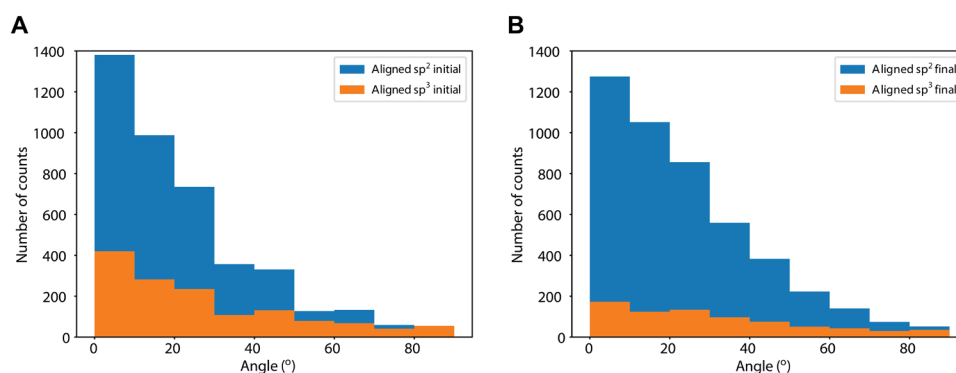 A
1400
1200
1000
800
600
400
200
0
Number of counts
Aligned sp² initial
Aligned sp³ initial
0 20 40 60 80
Angle (º)
B
1400
1200
1000
800
600
400
200
0
Number of counts
Aligned sp² final
Aligned sp³ final
0 20 40 60 80
Angle (º)